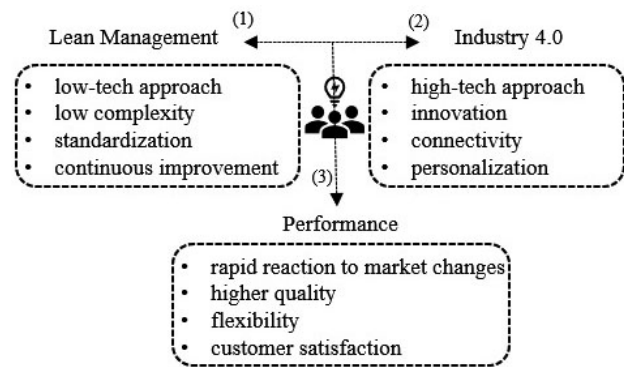 (1)
(2)
Lean Management
Industry 4.0
• low-tech approach
• low complexity
• standardization
• continuous improvement
• high-tech approach
• innovation
• connectivity
• personalization
(3)
Performance
• rapid reaction to market changes
• higher quality
• flexibility
• customer satisfaction